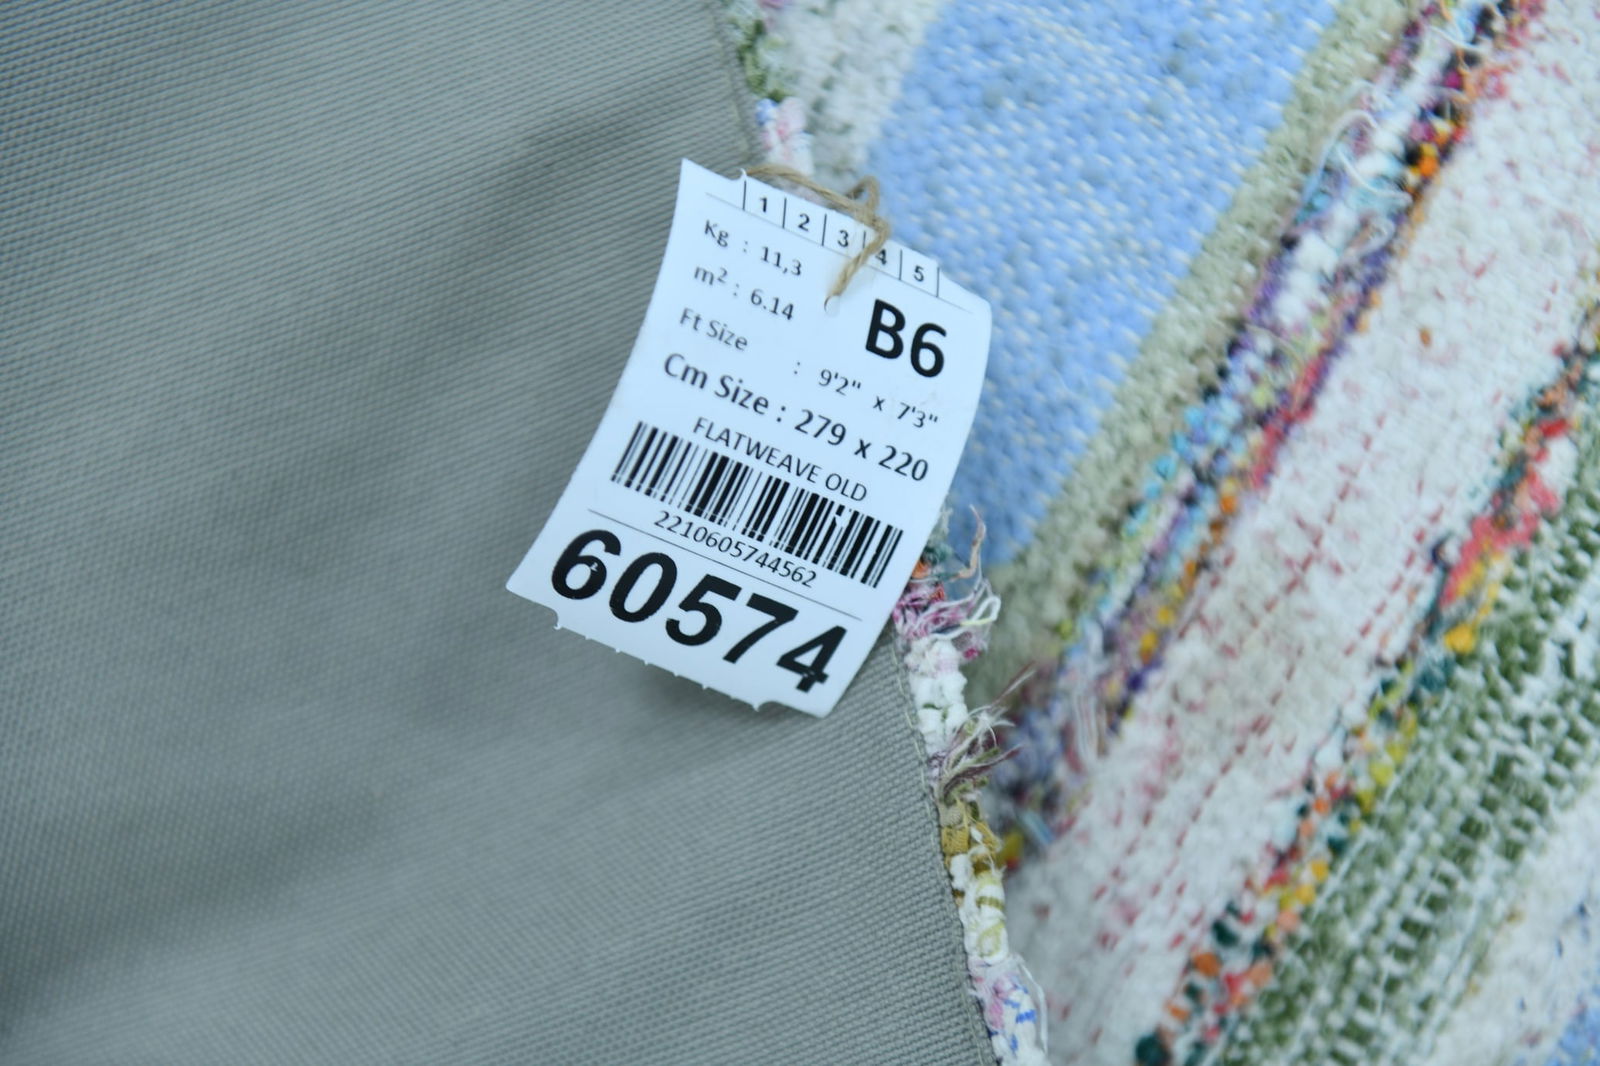 1 2 3 4 5
Kg : 11,3
m² : 6.14
B6
Ft Size : 9'2" x 7'3"
Cm Size : 279 x 220
FLATWEAVE OLD
2210605744562
60574